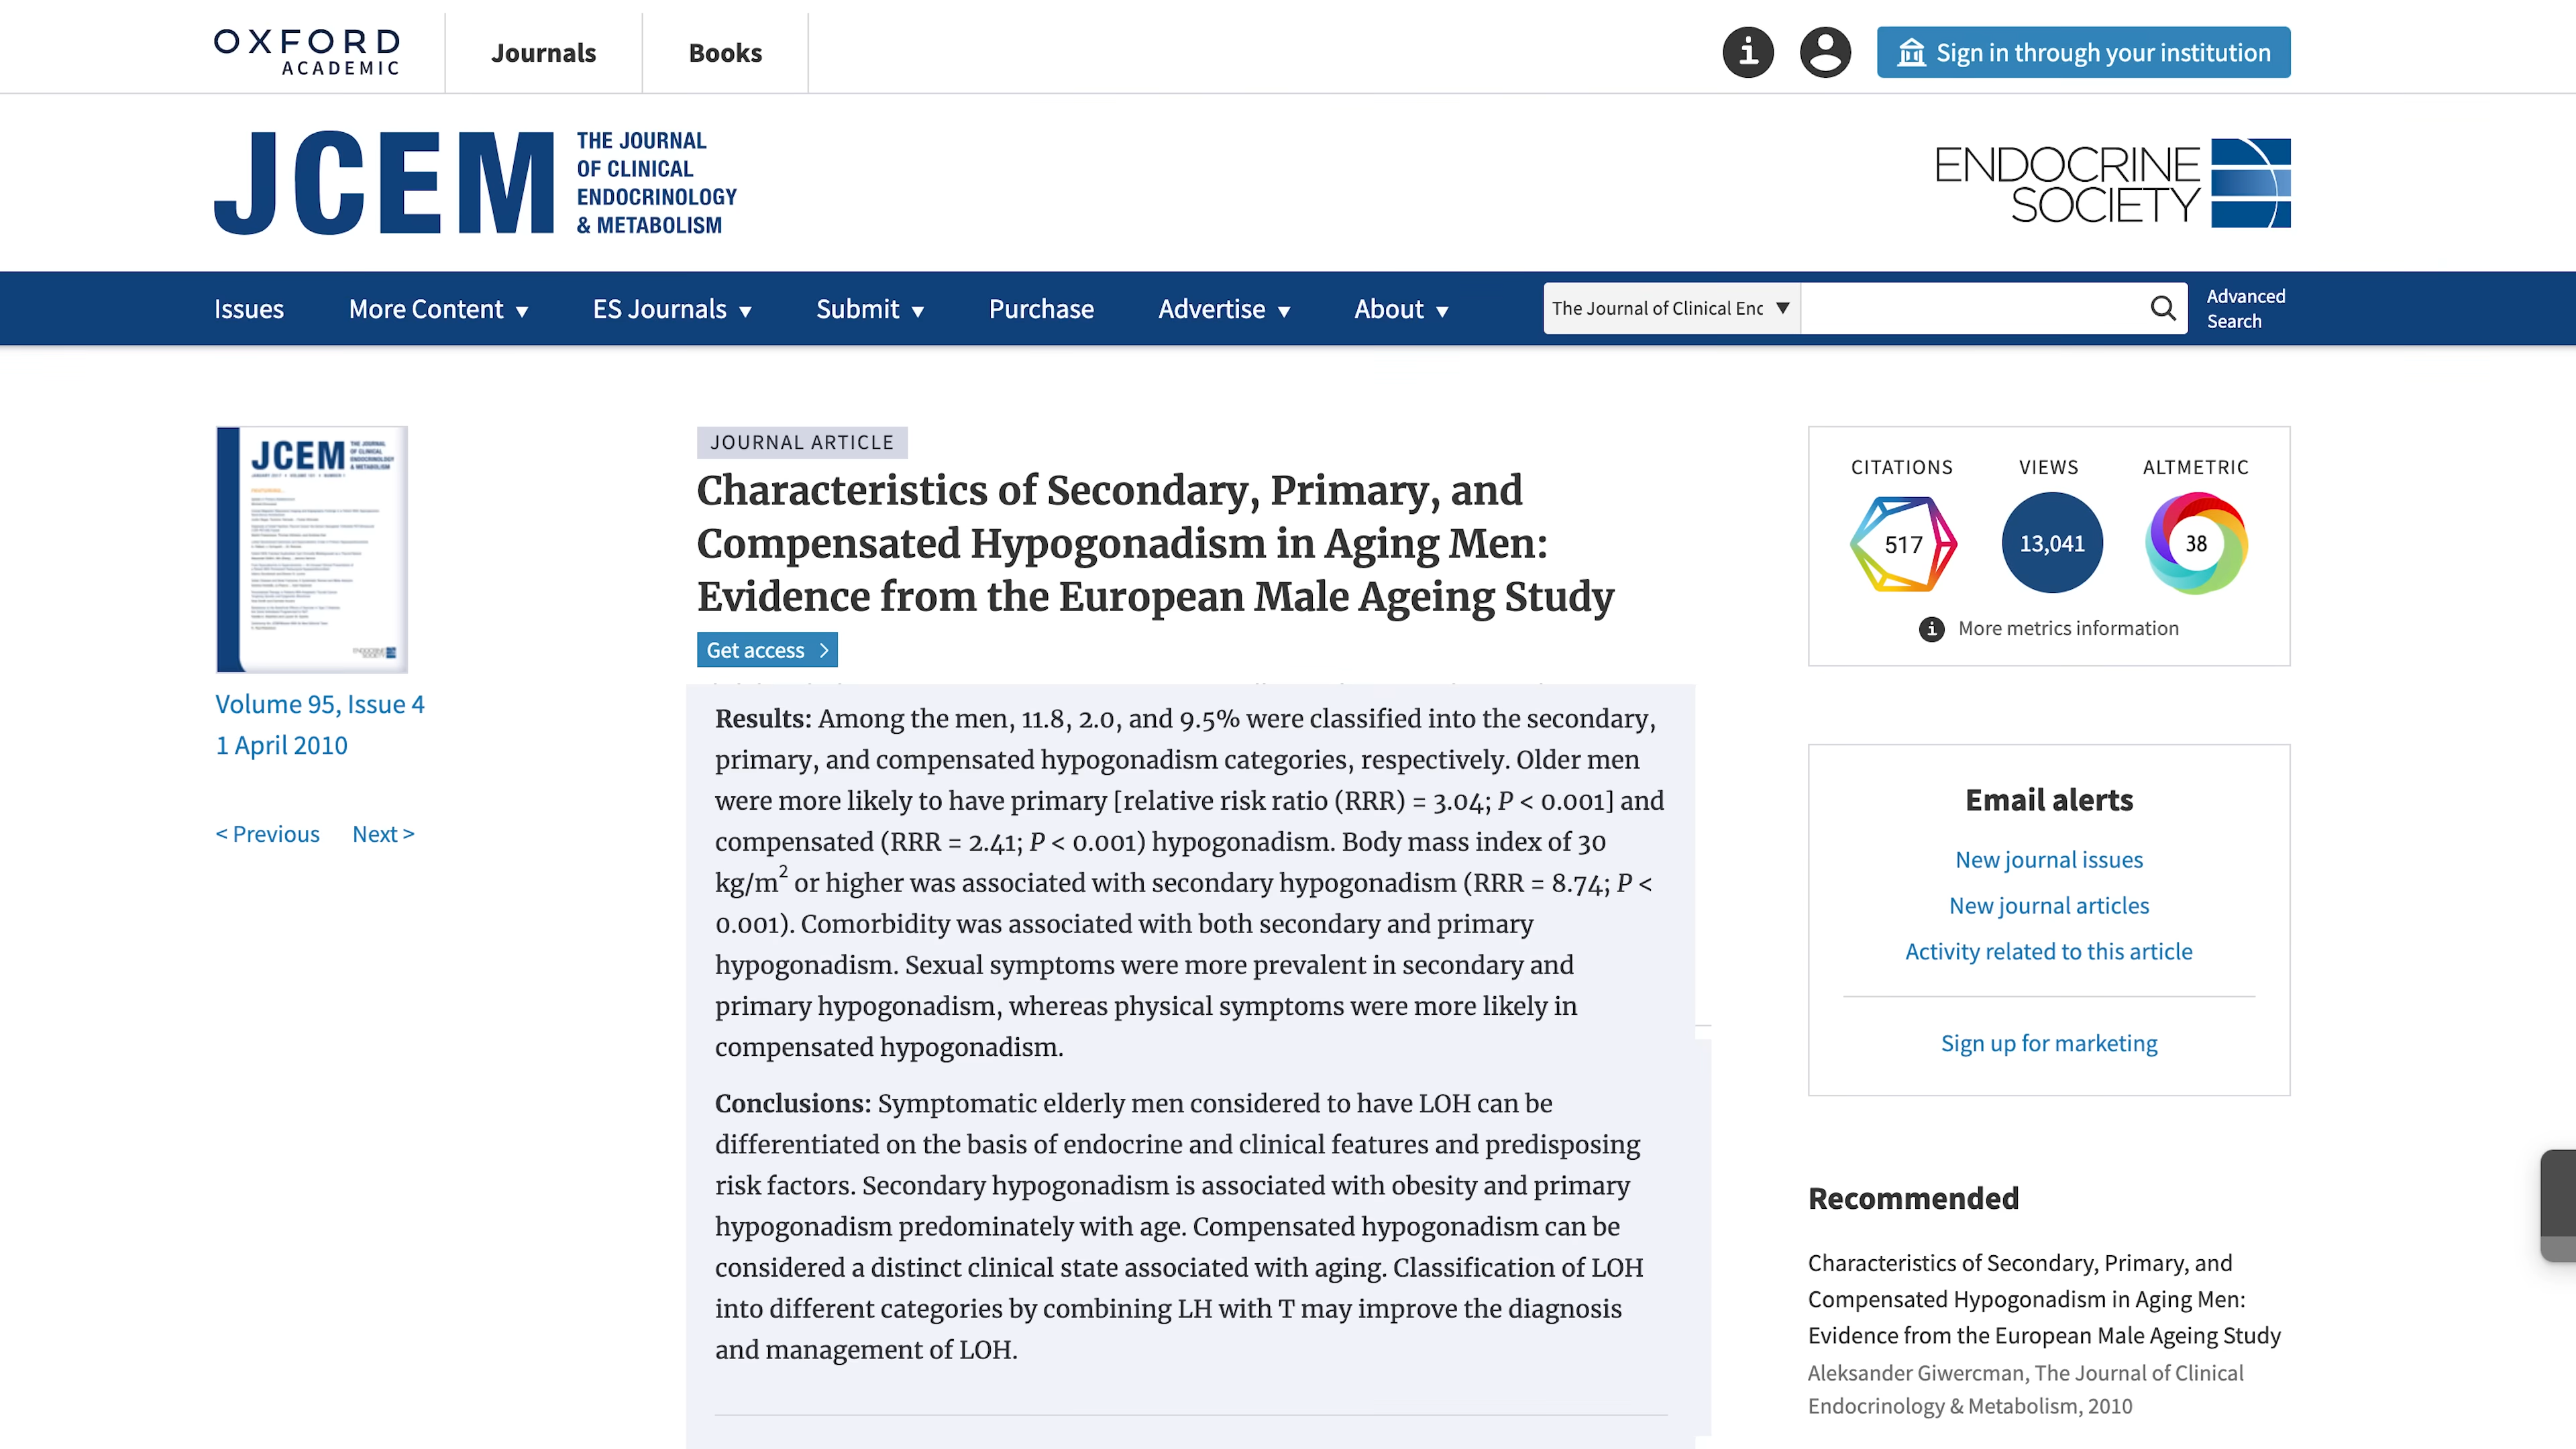 OXFORD
ACADEMIC
Journals
Books
Sign in through your institution
JCEM
THE JOURNAL
OF CLINICAL
ENDOCRINOLOGY
& METABOLISM
ENDOCRINE
SOCIETY
Issues
More Content
ES Journals
Submit
Purchase
Advertise
About
The Journal of Clinical Enc
Advanced
Search
JCEM
THE JOURNAL
OF CLINICAL
ENDOCRINOLOGY
& METABOLISM
Volume 95, Issue 4
1 April 2010
< Previous
Next >
JOURNAL ARTICLE
Characteristics of Secondary, Primary, and
Compensated Hypogonadism in Aging Men:
Evidence from the European Male Ageing Study
Get access >
Results: Among the men, 11.8, 2.0, and 9.5% were classified into the secondary,
primary, and compensated hypogonadism categories, respectively. Older men
were more likely to have primary [relative risk ratio (RRR) = 3.04; P < 0.001] and
compensated (RRR = 2.41; P < 0.001) hypogonadism. Body mass index of 30
kg/m² or higher was associated with secondary hypogonadism (RRR = 8.74; P <
0.001). Comorbidity was associated with both secondary and primary
hypogonadism. Sexual symptoms were more prevalent in secondary and
primary hypogonadism, whereas physical symptoms were more likely in
compensated hypogonadism.
Conclusions: Symptomatic elderly men considered to have LOH can be
differentiated on the basis of endocrine and clinical features and predisposing
risk factors. Secondary hypogonadism is associated with obesity and primary
hypogonadism predominately with age. Compensated hypogonadism can be
considered a distinct clinical state associated with aging. Classification of LOH
into different categories by combining LH with T may improve the diagnosis
and management of LOH.
CITATIONS
VIEWS
ALTMETRIC
517
13,041
38
More metrics information
Email alerts
New journal issues
New journal articles
Activity related to this article
Sign up for marketing
Recommended
Characteristics of Secondary, Primary, and
Compensated Hypogonadism in Aging Men:
Evidence from the European Male Ageing Study
Aleksander Giwercman, The Journal of Clinical
Endocrinology & Metabolism, 2010